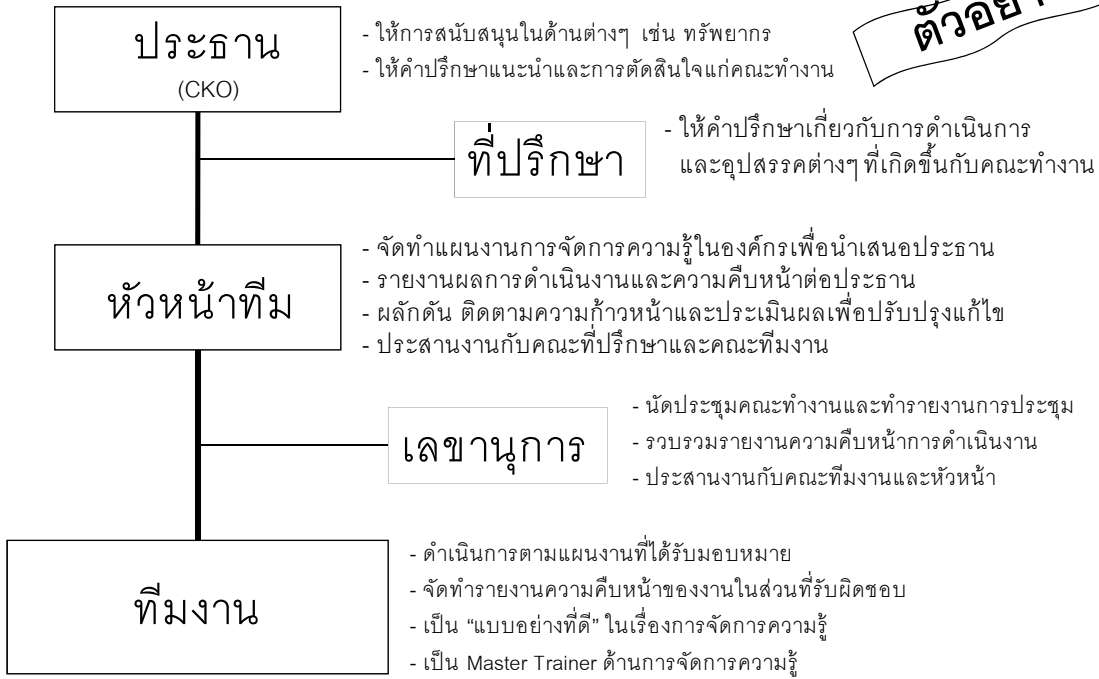 ตัวอย่า
ประธาน
(CKO)
- ให้การสนับสนุนในด้านต่างๆ เช่น ทรัพยากร
- ให้คำปรึกษาแนะนำและการตัดสินใจแก่คณะทำงาน
ที่ปรึกษา
- ให้คำปรึกษาเกี่ยวกับการดำเนินการ
และอุปสรรคต่างๆ ที่เกิดขึ้นกับคณะทำงาน
หัวหน้าทีม
- จัดทำแผนงานการจัดการความรู้ในองค์กรเพื่อนำเสนอประธาน
- รายงานผลการดำเนินงานและความคืบหน้าต่อประธาน
- ผลักดัน ติดตามความก้าวหน้าและประเมินผลเพื่อปรับปรุงแก้ไข
- ประสานงานกับคณะที่ปรึกษาและคณะทีมงาน
เลขานุการ
- นัดประชุมคณะทำงานและทำรายงานการประชุม
- รวบรวมรายงานความคืบหน้าการดำเนินงาน
- ประสานงานกับคณะทีมงานและหัวหน้า
ทีมงาน
- ดำเนินการตามแผนงานที่ได้รับมอบหมาย
- จัดทำรายงานความคืบหน้าของงานในส่วนที่รับผิดชอบ
- เป็น “แบบอย่างที่ดี” ในเรื่องการจัดการความรู้
- เป็น Master Trainer ด้านการจัดการความรู้